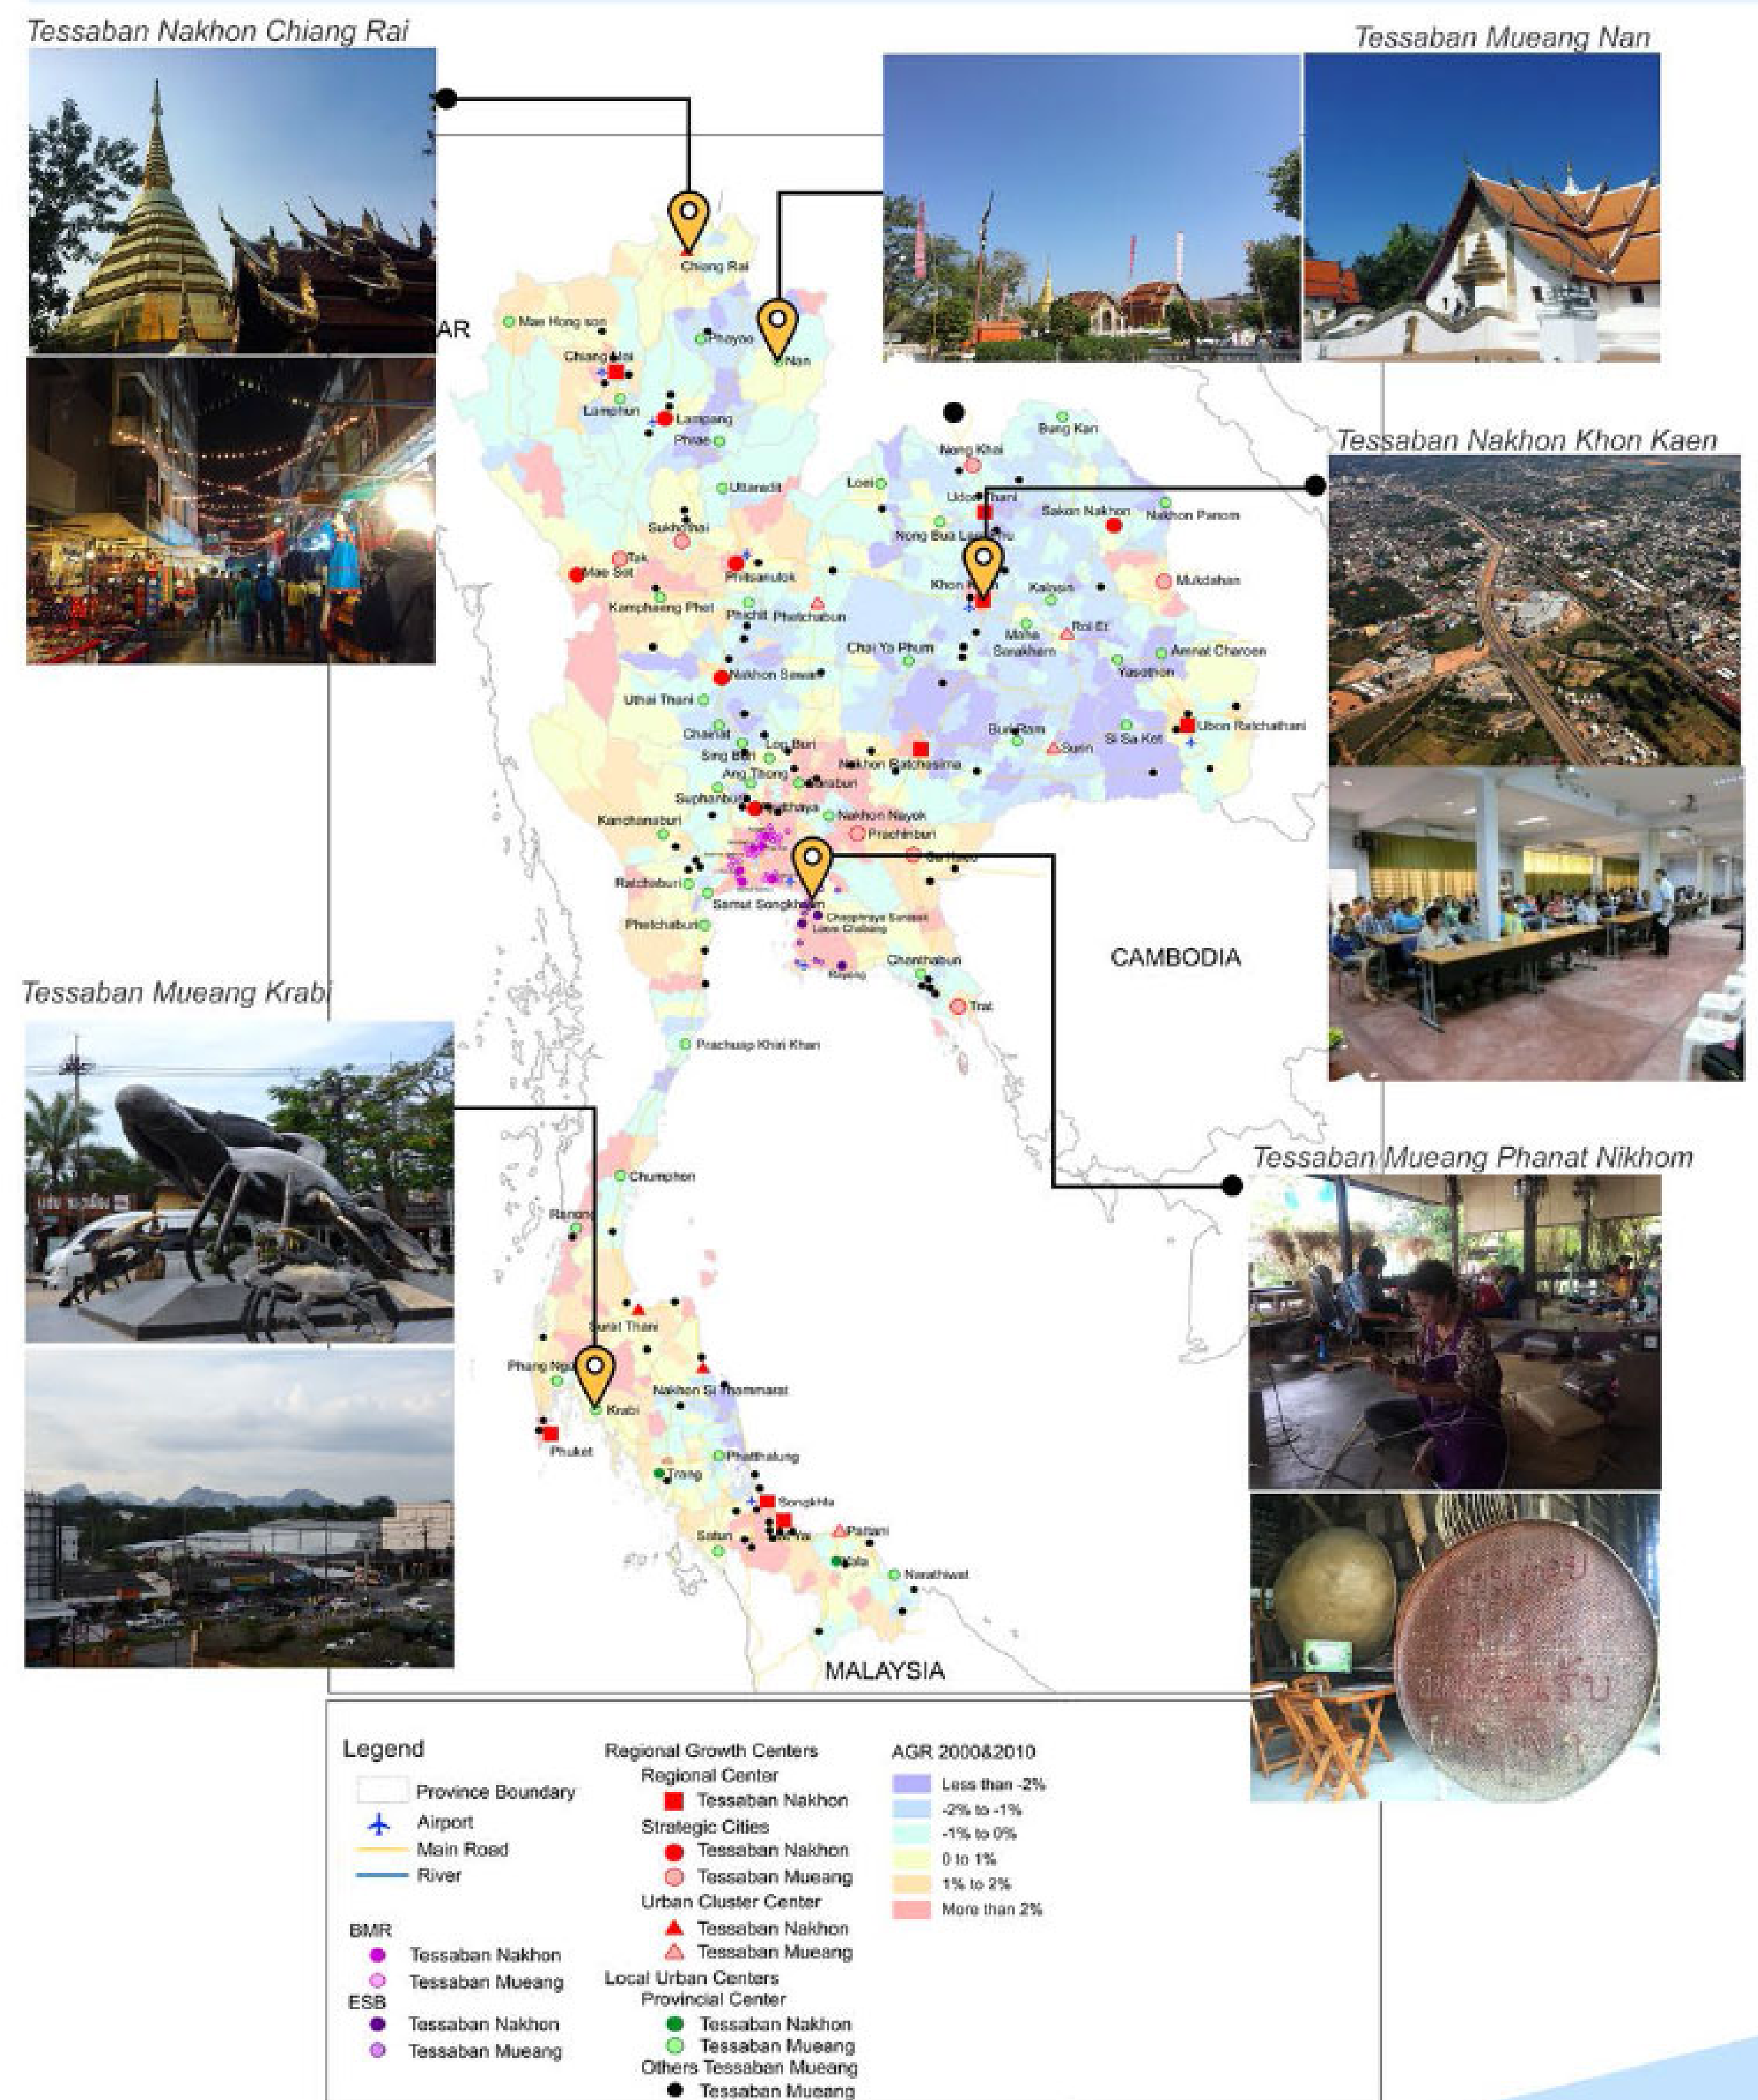 Tessaban Nakhon Chiang Rai
Tessaban Mueang Nan
Chiang Rai
AR
Mae Hong son
Phayao
Nan
Chiang
Lamphun
Lampang
Phrae
Bung Kan
Tessaban Nakhon Khon Kaen
Nong Khai
Uttaradit
Loei
Udon Thani
Sakon Nakhon
Nakhon Panom
Sukhothai
Nong Bua
Tak
Mae Sot
Phitsanulok
Khon
Kalasin
Mukdahan
Kamphaeng Phet
Phichit
Phetchabun
Maha
Sarakham
Roi Et
Chai Ya Phum
Amnat Charoen
Yasothon
Nakhon Sawan
Uthai Thani
Chainat
Lop Buri
Sing Buri
Buri Ram
Surin
Si Sa Ket
Ubon Ratchathani
Nakhon Ratchasima
Ang Thong
Suphanburi
Kanchanaburi
Nakhon Nayok
Prachinburi
Ratchaburi
Samut Songkhram
Phetchaburi
Chaophraya Surasak
Laem Chabang
Chanthaburi
Rayong
CAMBODIA
Trat
Tessaban Mueang Krabi
Prachuap Khiri Khan
Tessaban Mueang Phanat Nikhom
Chumphon
Ranong
Surat Thani
Phang Nga
Nakhon Si Thammarat
Krabi
Phuket
Phatthalung
Trang
Songkhla
Satun
Pattani
Narathiwat
MALAYSIA
Legend
Province Boundary
Airport
Main Road
River
BMR
Tessaban Nakhon
Tessaban Mueang
ESB
Tessaban Nakhon
Tessaban Mueang
Regional Growth Centers
Regional Center
Tessaban Nakhon
Strategic Cities
Tessaban Nakhon
Tessaban Mueang
Urban Cluster Center
Tessaban Nakhon
Tessaban Mueang
Local Urban Centers
Provincial Center
Tessaban Nakhon
Tessaban Mueang
Others Tessaban Mueang
Tessaban Mueang
AGR 2000&2010
Less than -2%
-2% to -1%
-1% to 0%
0 to 1%
1% to 2%
More than 2%